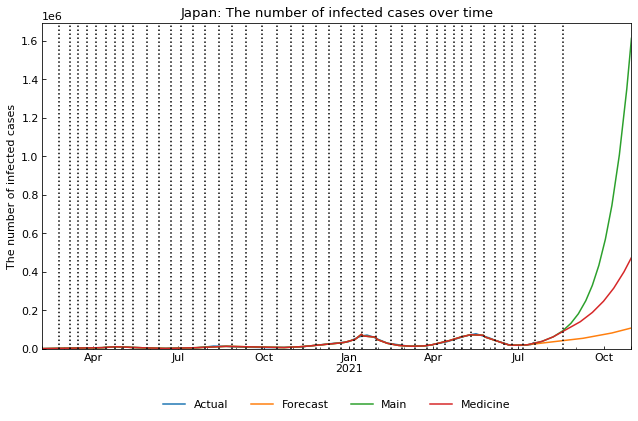 Japan: The number of infected cases over time
1e6
1.6
1.4
1.2
1.0
0.8
0.6
0.4
0.2
0.0
The number of infected cases
Apr Jul Oct Jan Apr Jul Oct
2021
Actual Forecast Main Medicine